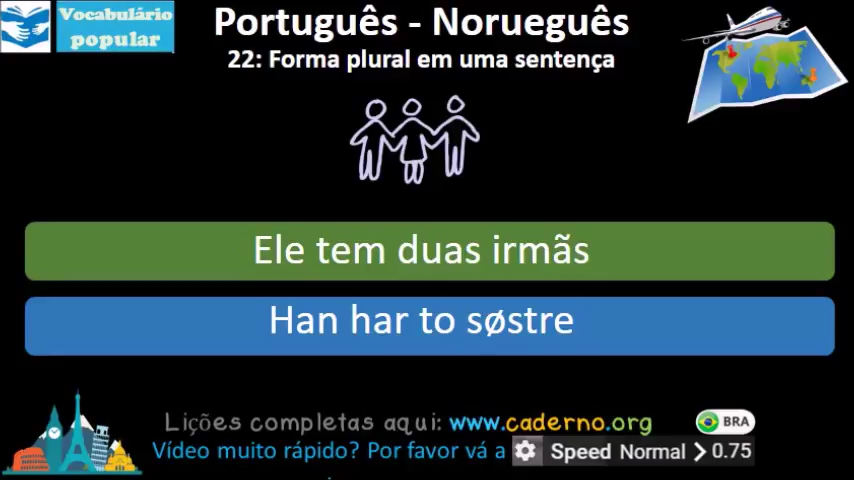 Vocabulário
popular
Português - Norueguês
22: Forma plural em uma sentença
Ele tem duas irmãs
Han har to søstre
Lições completas aqui: www.caderno.org
BRA
Vídeo muito rápido? Por favor vá a Speed Normal > 0.75